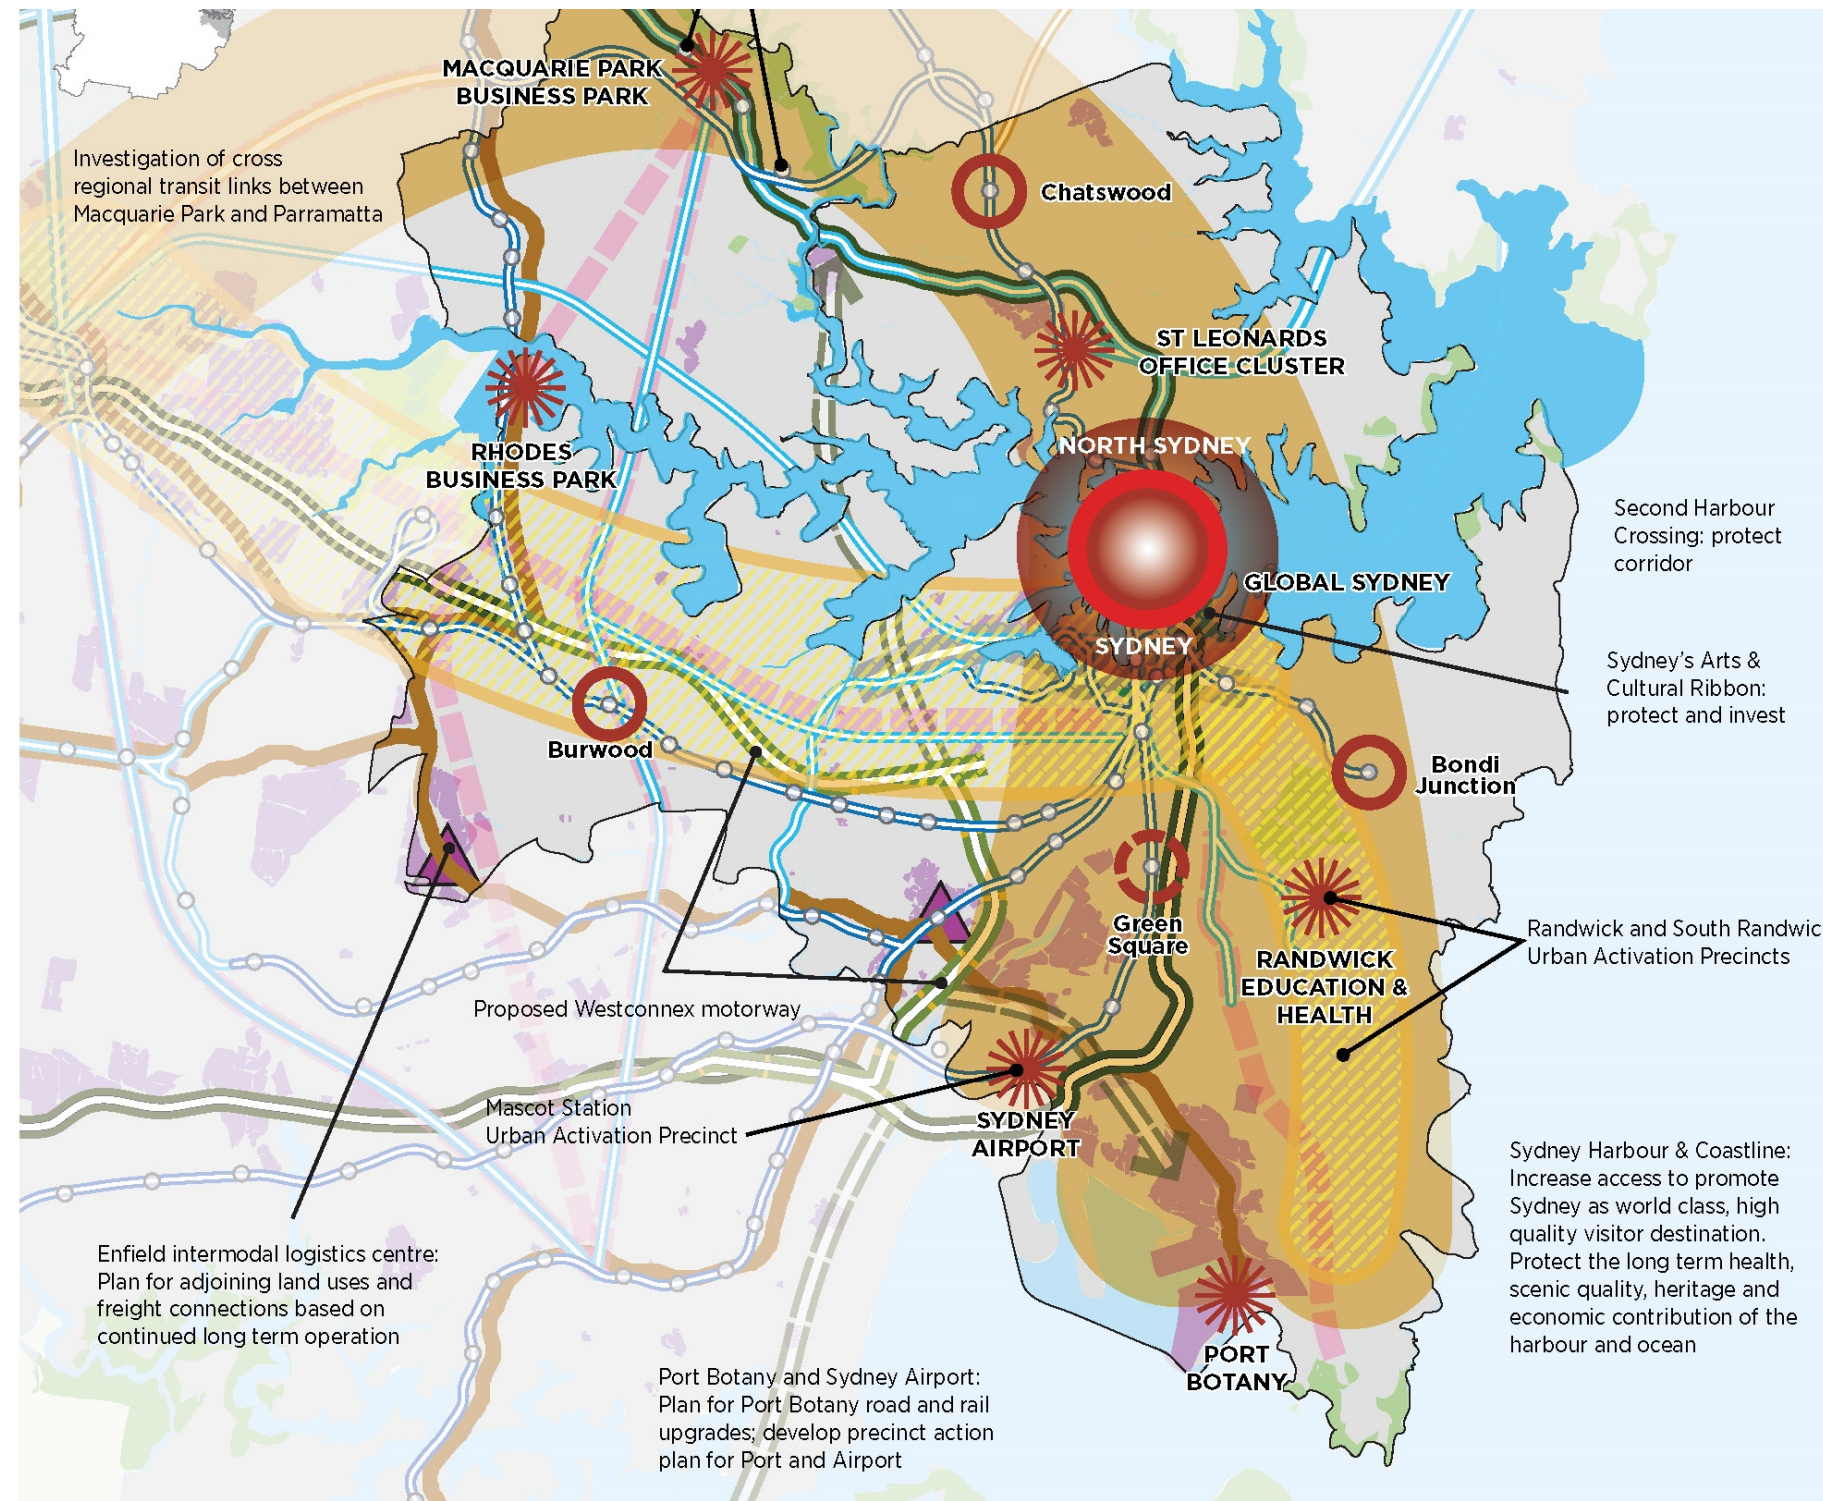 MACQUARIE PARK
BUSINESS PARK
Investigation of cross
regional transit links between
Macquarie Park and Parramatta
Chatswood
ST LEONARDS
OFFICE CLUSTER
RHODES
BUSINESS PARK
NORTH SYDNEY
GLOBAL SYDNEY
SYDNEY
Second Harbour
Crossing: protect
corridor
Sydney's Arts &
Cultural Ribbon:
protect and invest
Burwood
Bondi
Junction
Green
Square
RANDWICK
EDUCATION &
HEALTH
Randwick and South Randwic
Urban Activation Precincts
Proposed Westconnex motorway
Mascot Station
Urban Activation Precinct
SYDNEY
AIRPORT
Sydney Harbour & Coastline:
Increase access to promote
Sydney as world class, high
quality visitor destination.
Protect the long term health,
scenic quality, heritage and
economic contribution of the
harbour and ocean
Enfield intermodal logistics centre:
Plan for adjoining land uses and
freight connections based on
continued long term operation
PORT
BOTANY
Port Botany and Sydney Airport:
Plan for Port Botany road and rail
upgrades; develop precinct action
plan for Port and Airport